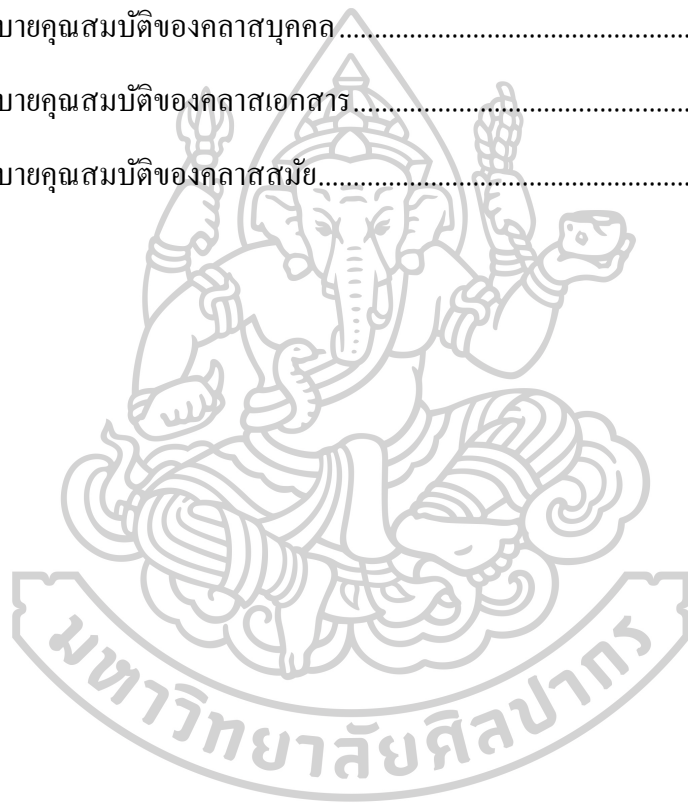 บายคุณสมบัติของคลาสบุคคล
บายคุณสมบัติของคลาสเอกสาร
บายคุณสมบัติของคลาสสมัย
มหาวิทยาลัยศิลปากร